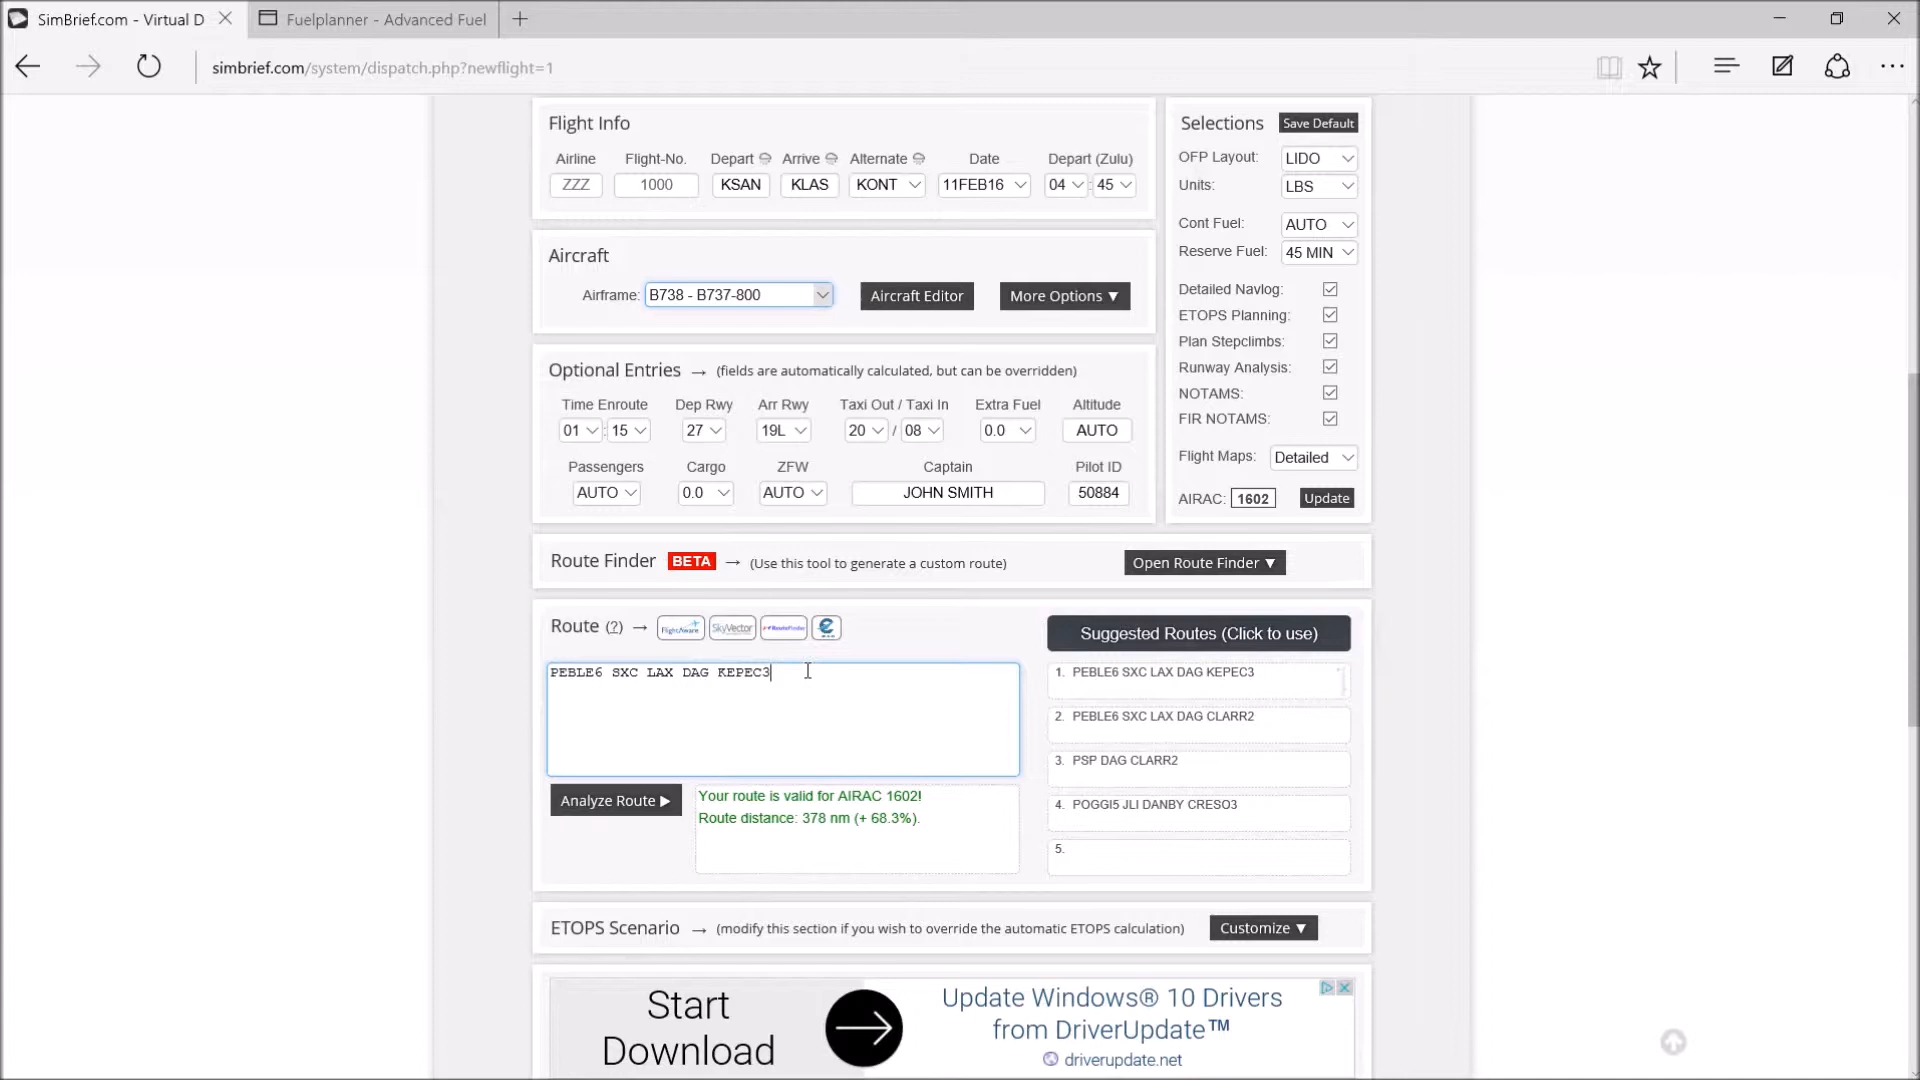 SimBrief.com - Virtual D
Fuelplanner - Advanced Fuel
simbrief.com/system/dispatch.php?newflight=1
Flight Info
Airline Flight-No. Depart Arrive Alternate Date Depart (Zulu)
ZZZ 1000 KSAN KLAS KONT 11FEB16 04 : 45
Aircraft
Airframe: B738 - B737-800 Aircraft Editor More Options ▼
Optional Entries → (fields are automatically calculated, but can be overridden)
Time Enroute Dep Rwy Arr Rwy Taxi Out / Taxi In Extra Fuel Altitude
01 : 15 27 19L 20 / 08 0.0 AUTO
Passengers Cargo ZFW Captain Pilot ID
AUTO 0.0 AUTO JOHN SMITH 50884
Selections Save Default
OFP Layout: LIDO
Units: LBS
Cont Fuel: AUTO
Reserve Fuel: 45 MIN
Detailed Navlog:
ETOPS Planning:
Plan Stepclimbs:
Runway Analysis:
NOTAMS:
FIR NOTAMS:
Flight Maps: Detailed
AIRAC: 1602 Update
Route Finder BETA → (Use this tool to generate a custom route) Open Route Finder ▼
Route (?) → FlightAware SkyVector RouteFinder
PEBLE6 SXC LAX DAG KEPEC3
Analyze Route ▶
Your route is valid for AIRAC 1602!
Route distance: 378 nm (+ 68.3%).
Suggested Routes (Click to use)
1. PEBLE6 SXC LAX DAG KEPEC3
2. PEBLE6 SXC LAX DAG CLARR2
3. PSP DAG CLARR2
4. POGGI5 JLI DANBY CRESO3
5.
ETOPS Scenario → (modify this section if you wish to override the automatic ETOPS calculation) Customize ▼
Start
Download
Update Windows® 10 Drivers
from DriverUpdate™
driverupdate.net